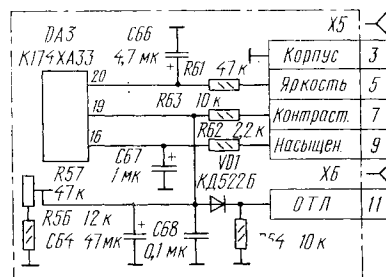 DA3
К174ХА33
C66
4,7 мк
+
R61
47 к
X5
Корпус 3
20
Яркость 5
19
R63
10 к
Контраст. 7
16
R62
2,2 к
Насыщен. 9
C67
1 мк
+
VD1
КД522Б
X6
R57
47 к
ОТЛ 11
R56 12 к
C64 47 мк
+
C68
0,1 мк
10 к